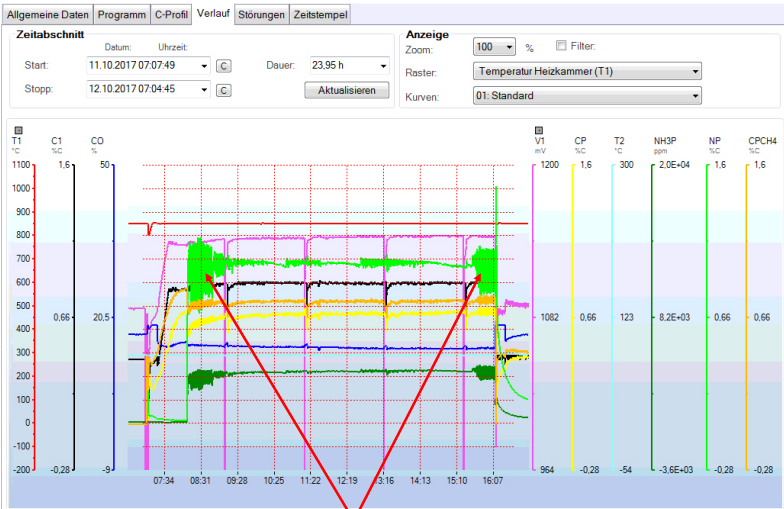 Allgemeine Daten Programm C-Profil Verlauf Störungen Zeitstempel
Zeitabschnitt
Datum: Uhrzeit:
Start: 11.10.2017 07:07:49 C Dauer: 23,95 h
Stopp: 12.10.2017 07:04:45 C Aktualisieren
Anzeige
Zoom: 100 % Filter:
Raster: Temperatur Heizkammer (T1)
Kurven: 01: Standard
T1 C1 CO V1 CP T2 NH3P NP CPCH4
°C %C % mV %C °C ppm %C %C
1100 1,6 50 1200 1,6 300 2,0E+04 1,6 1,6
1000
900
800
700
600
500
400 0,66 20,5 1082 0,66 123 8,2E+03 0,66 0,66
300
200
100
0
-100
-200 -0,28 -9 964 -0,28 -54 -3,6E+03 -0,28 -0,28
07:34 08:31 09:28 10:25 11:22 12:19 13:16 14:13 15:10 16:07